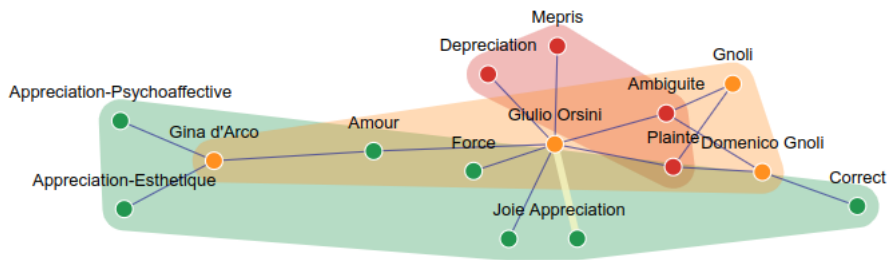 Mepris
Depreciation
Gnoli
Appreciation-Psychoaffective
Ambiguite
Giulio Orsini
Gina d'Arco
Amour
Force
Plainte
Domenico Gnoli
Appreciation-Esthetique
Correct
Joie
Appreciation